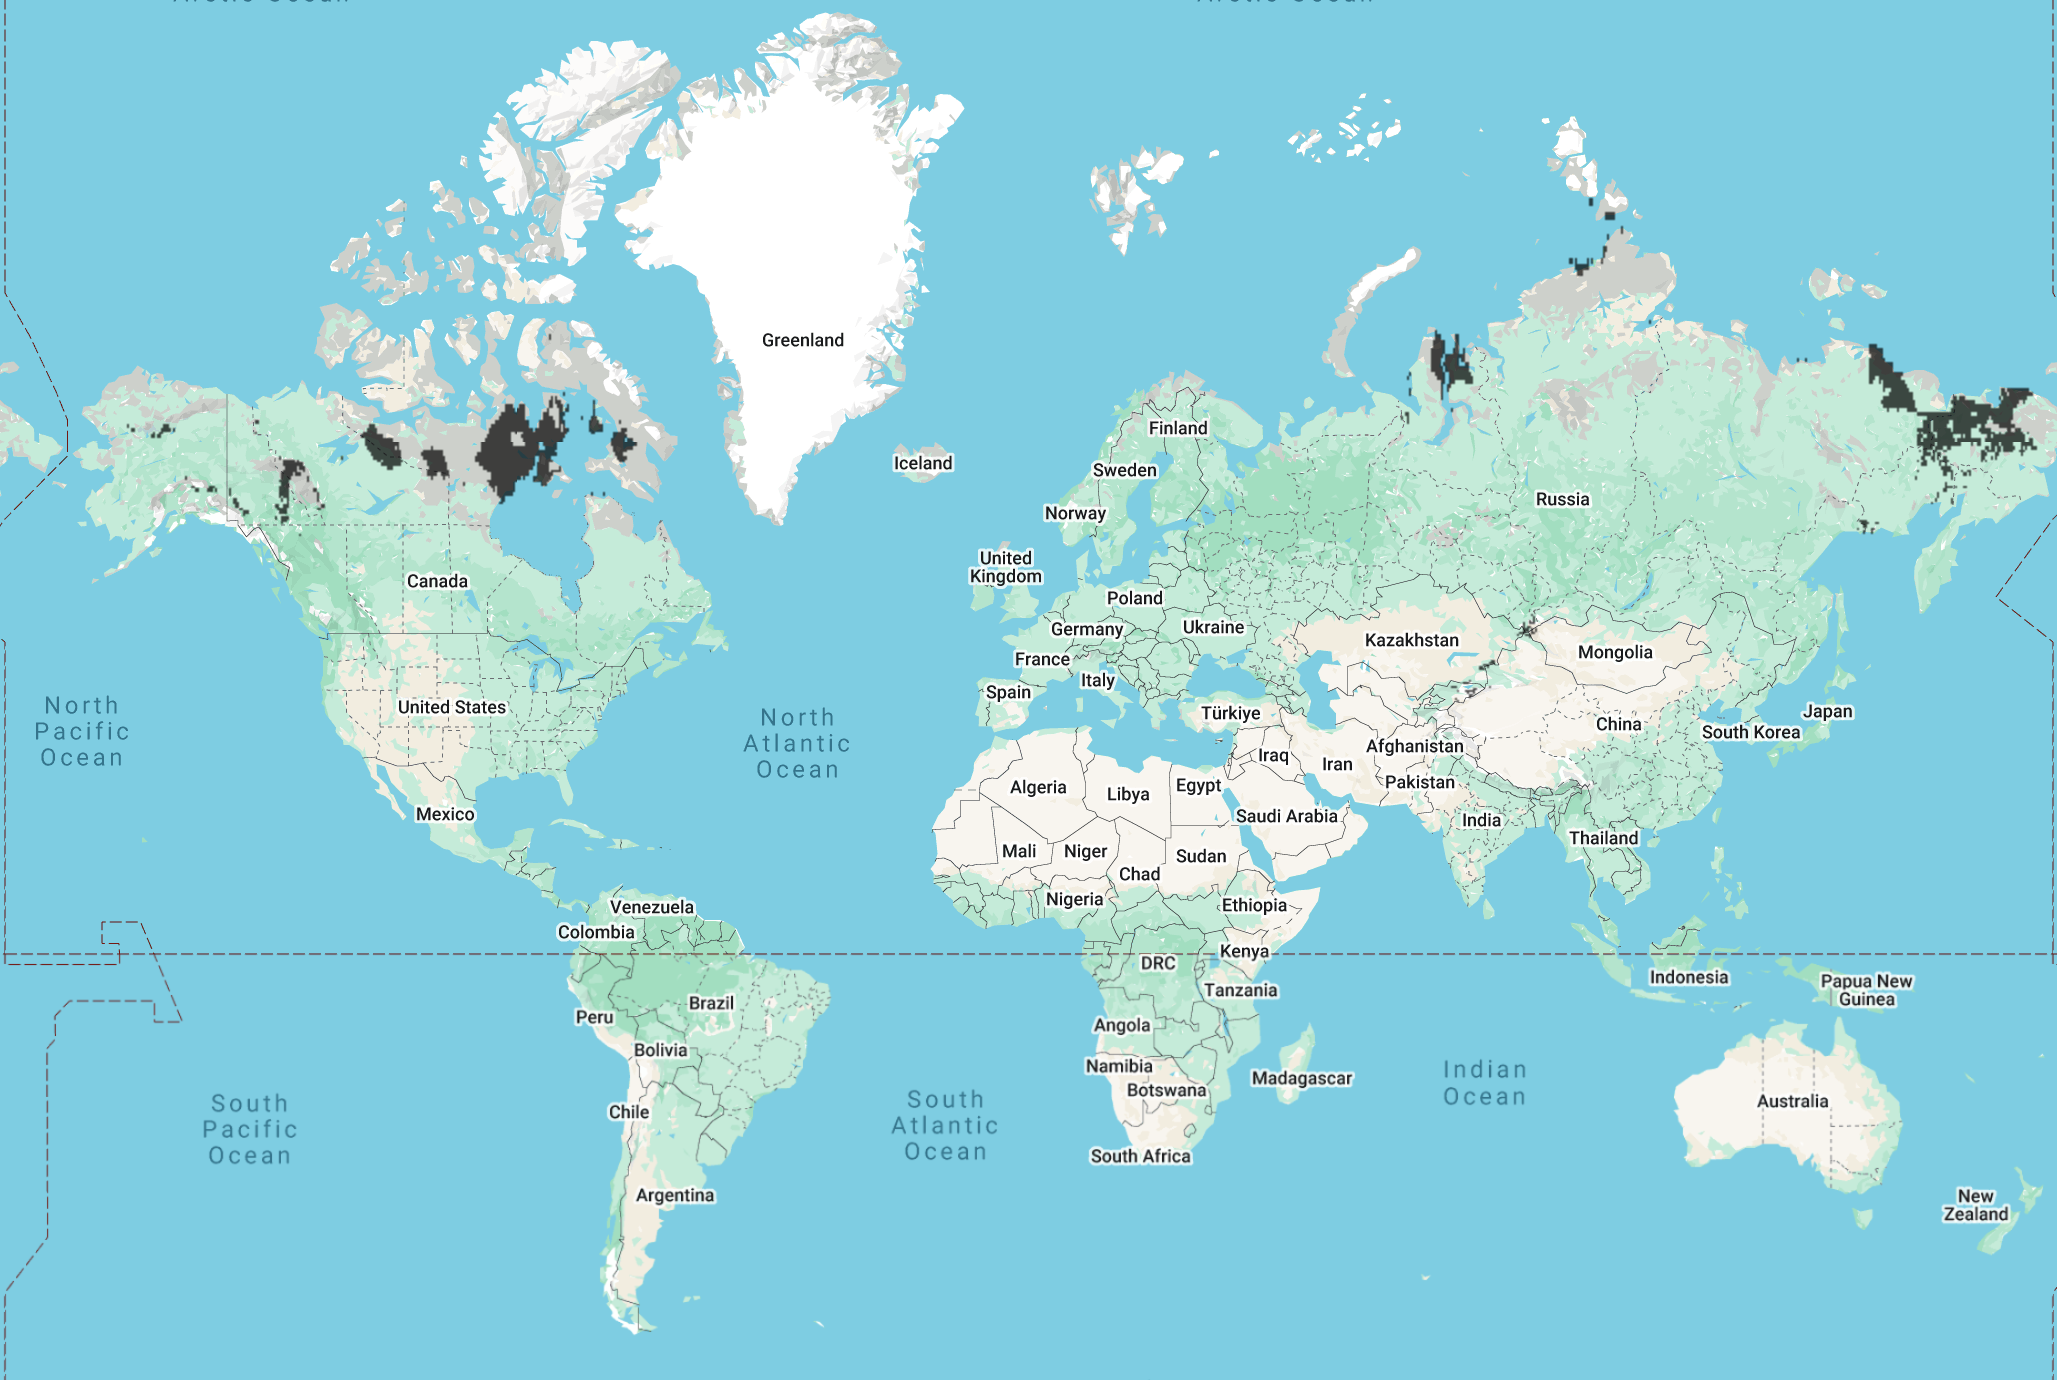 Arctic Ocean
Arctic Ocean
Greenland
Iceland
Finland
Sweden
Norway
Russia
United
Kingdom
Canada
Poland
Germany
Ukraine
Kazakhstan
Mongolia
France
Italy
Spain
United States
Türkiye
China
Japan
South Korea
North
Pacific
Ocean
North
Atlantic
Ocean
Afghanistan
Iraq
Iran
Pakistan
Algeria
Libya
Egypt
Saudi Arabia
India
Mexico
Thailand
Mali
Niger
Chad
Sudan
Nigeria
Ethiopia
Venezuela
Colombia
Kenya
DRC
Indonesia
Papua New
Guinea
Tanzania
Brazil
Peru
Angola
Bolivia
Namibia
Botswana
Madagascar
Indian
Ocean
Australia
Chile
South
Pacific
Ocean
South
Atlantic
Ocean
South Africa
Argentina
New
Zealand